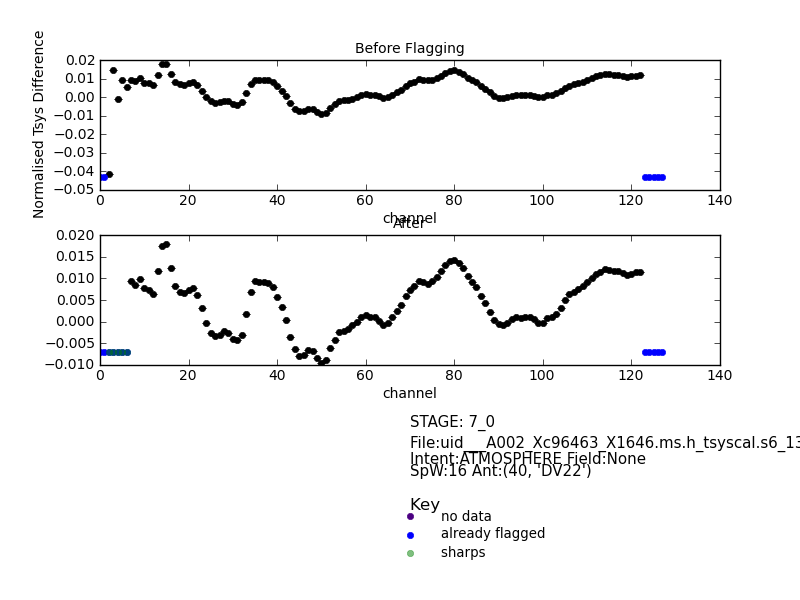 Before Flagging
Normalised Tsys Difference
0.02
0.01
0.00
−0.01
−0.02
−0.03
−0.04
−0.05
0 20 40 60 80 100 120 140
channel
After
0.020
0.015
0.010
0.005
0.000
−0.005
−0.010
0 20 40 60 80 100 120 140
channel
STAGE: 7_0
File:uid___A002_Xc96463_X1646.ms.h_tsyscal.s6_13
Intent:ATMOSPHERE Field:None
SpW:16 Ant:(40, 'DV22')
Key
no data
already flagged
sharps